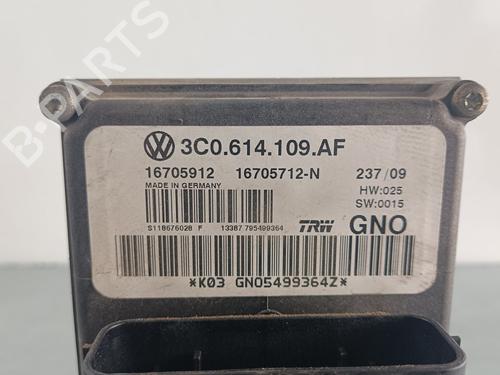 B-PARTS
3C0.614.109.AF
16705912 16705712-N 237/09
MADE IN GERMANY HW:025
SW:0015
S118676028 F 13387 795499364 TRW GNO
*K03 GNO5499364Z*